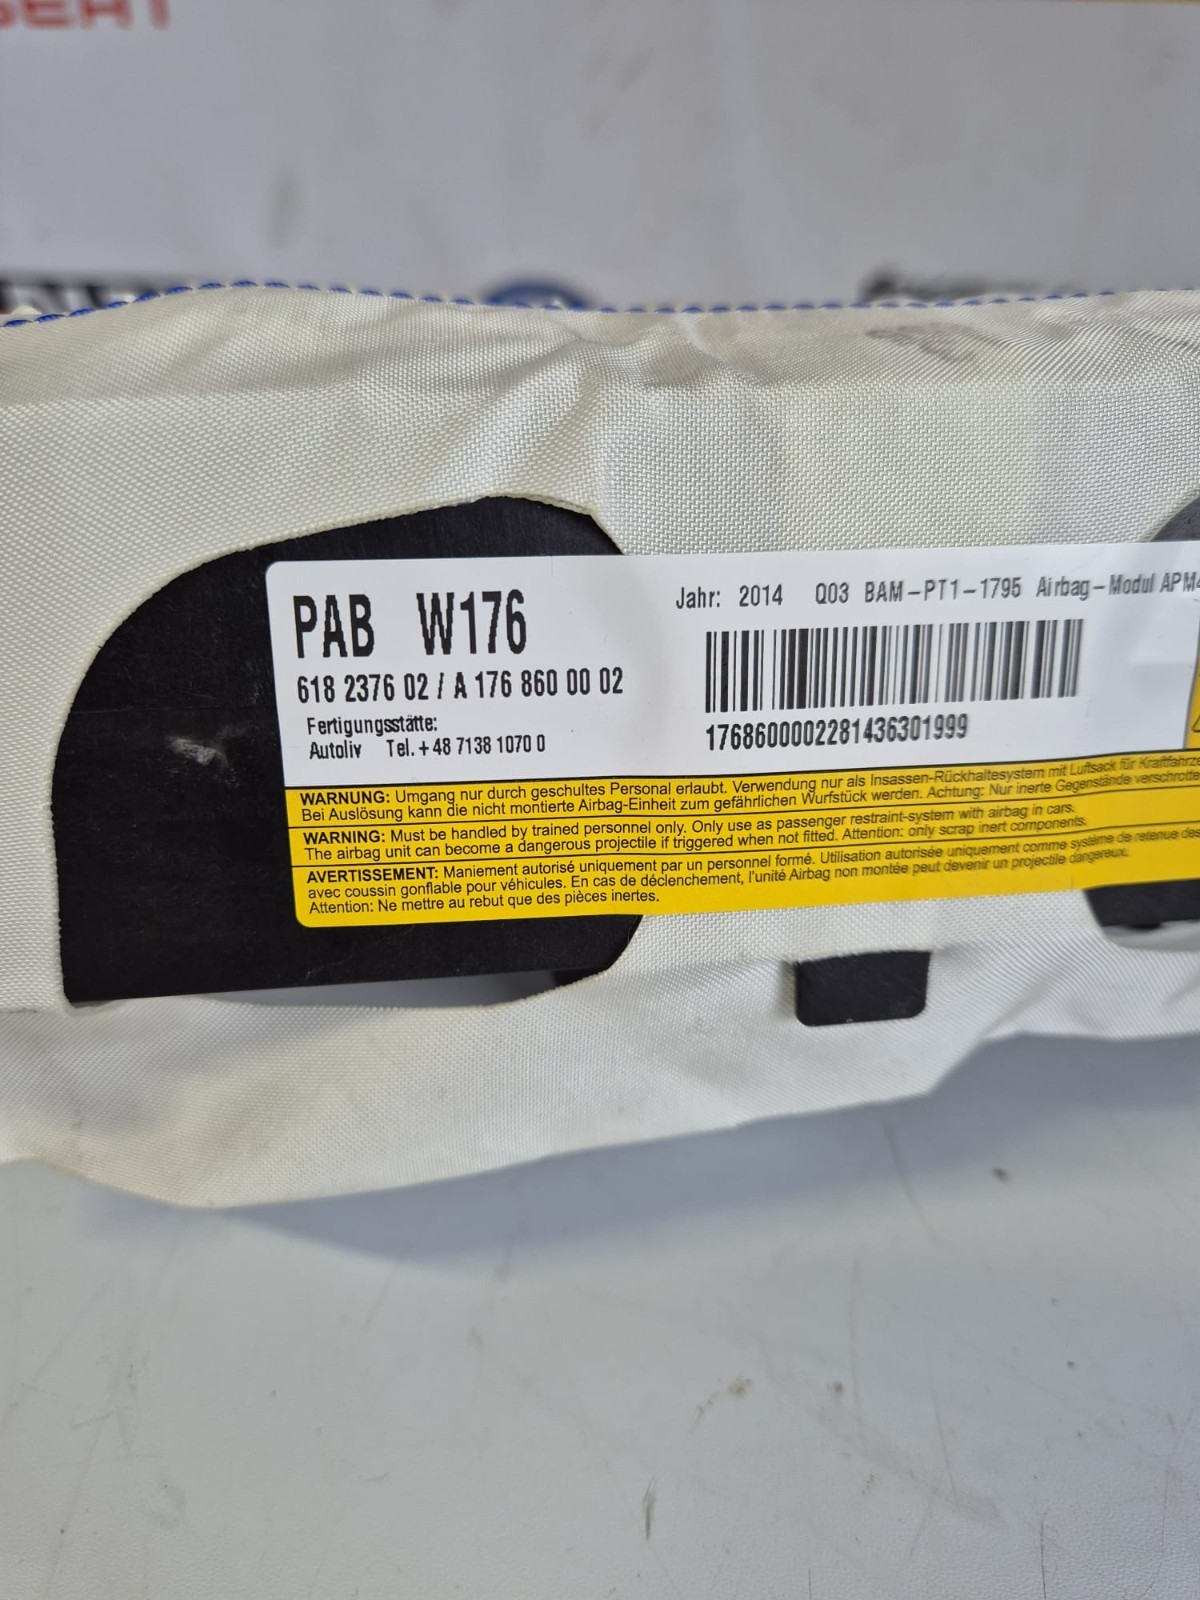 SEAT
PAB W176
618 2376 02 / A 176 860 00 02
Fertigungsstätte:
Autoliv Tel. +48 7138 1070 0
Jahr: 2014 Q03 BAM-PT1-1795 Airbag-Modul APM4
1768600002281436301999
WARNUNG: Umgang nur durch geschultes Personal erlaubt. Verwendung nur als Insassen-Rückhaltesystem mit Luftsack für Kraftfahrze
Bei Auslösung kann die nicht montierte Airbag-Einheit zum gefährlichen Wurfstück werden. Achtung: Nur inerte Gegenstände verschrotte
WARNING: Must be handled by trained personnel only. Only use as passenger restraint-system with airbag in cars.
The airbag unit can become a dangerous projectile if triggered when not fitted. Attention: only scrap inert components.
AVERTISSEMENT: Maniement autorisé uniquement par un personnel formé. Utilisation autorisée uniquement comme système de retenue des
avec coussin gonflable pour véhicules. En cas de déclenchement, l'unité Airbag non montée peut devenir un projectile dangereux.
Attention: Ne mettre au rebut que des pièces inertes.